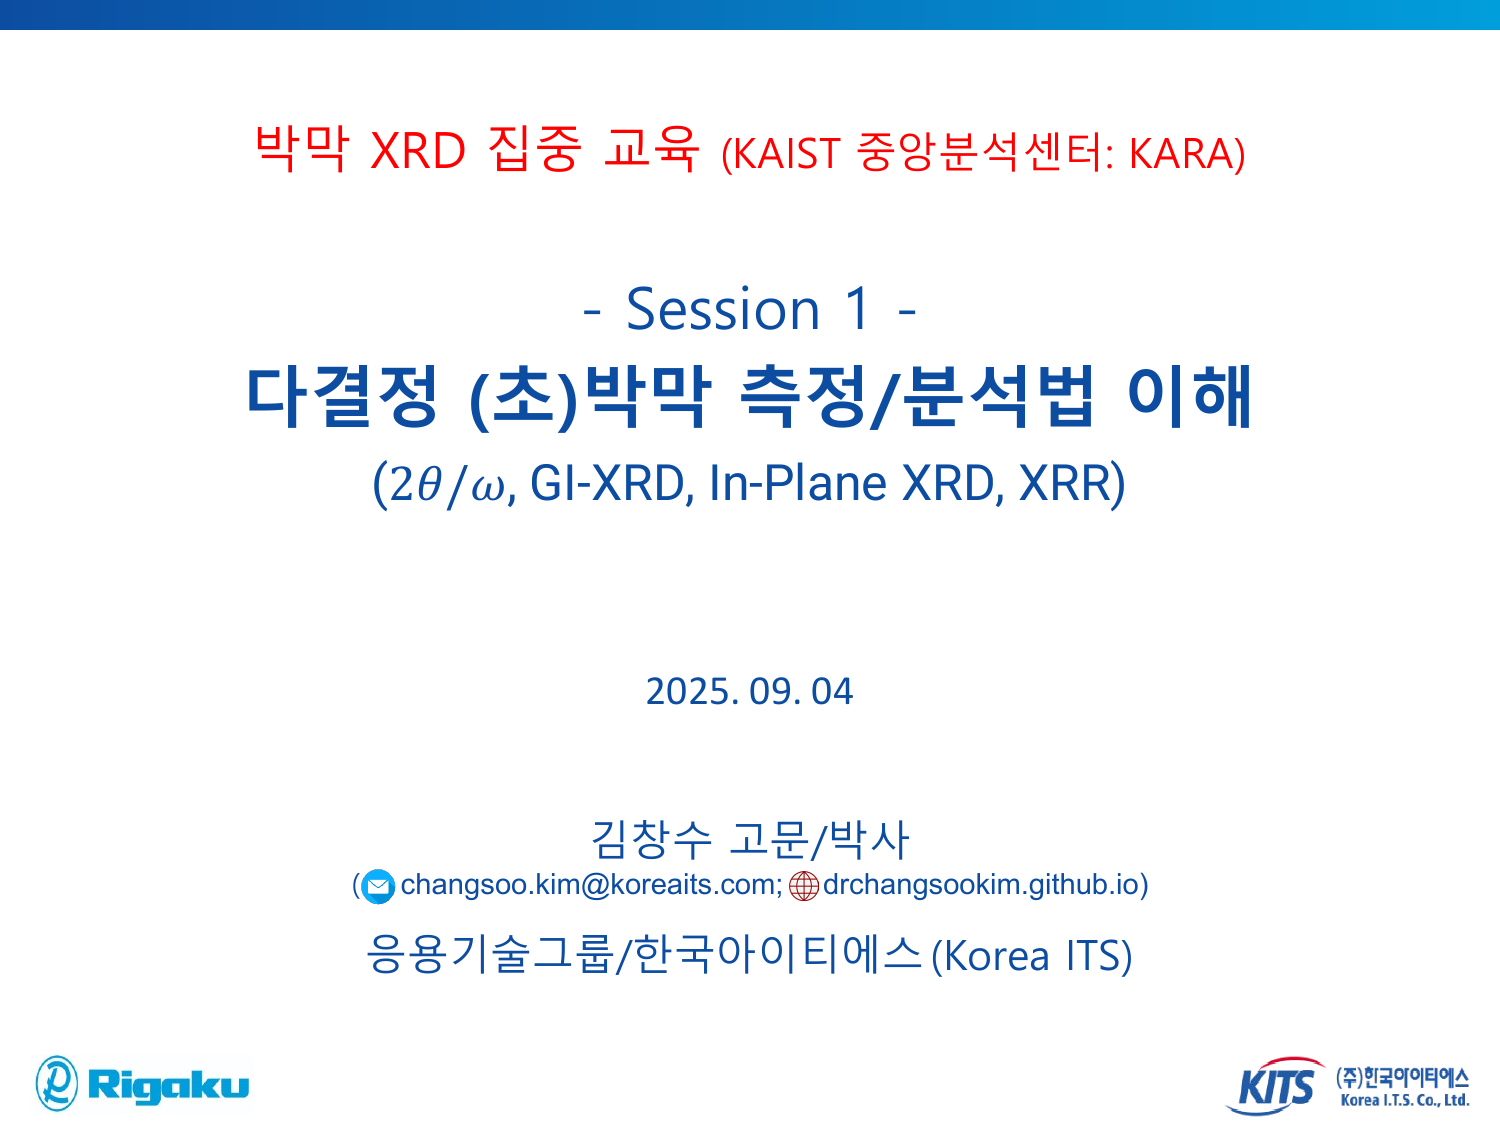 박막 XRD 집중 교육 (KAIST 중앙분석센터: KARA)
- Session 1 -
다결정 (초)박막 측정/분석법 이해
(2θ/ω, GI-XRD, In-Plane XRD, XRR)
2025. 09. 04
김창수 고문/박사
(changsoo.kim@koreaits.com; drchangsookim.github.io)
응용기술그룹/한국아이티에스 (Korea ITS)
Rigaku
KITS (주)한국아이티에스
Korea I.T.S. Co., Ltd.